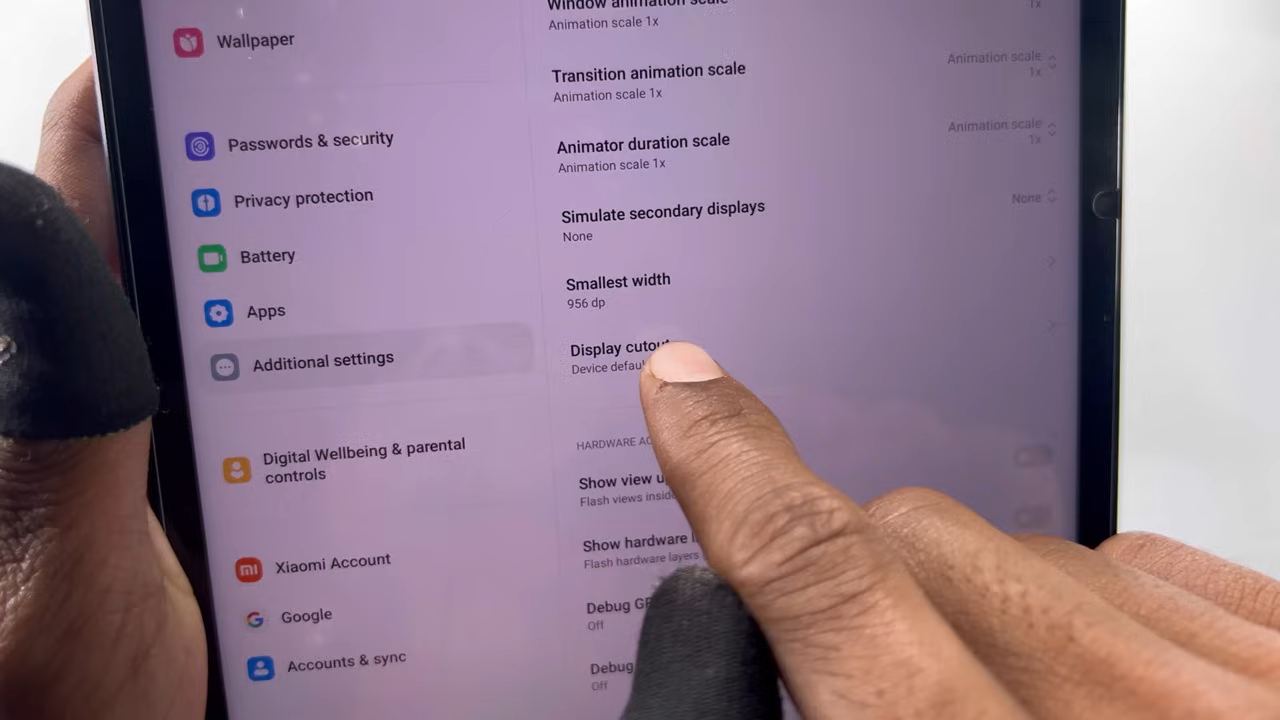 Wallpaper
Passwords & security
Privacy protection
Battery
Apps
Additional settings
Digital Wellbeing & parental
controls
Xiaomi Account
Google
Accounts & sync
Window animation scale
Animation scale 1x
1x
Transition animation scale
Animation scale 1x
Animation scale
1x
Animator duration scale
Animation scale 1x
Animation scale
1x
Simulate secondary displays
None
None
Smallest width
956 dp
Display cutout
Device defau
HARDWARE AC
Show view u
Flash views inside
Show hardware l
Flash hardware layers
Debug GP
Off
Debug
Off